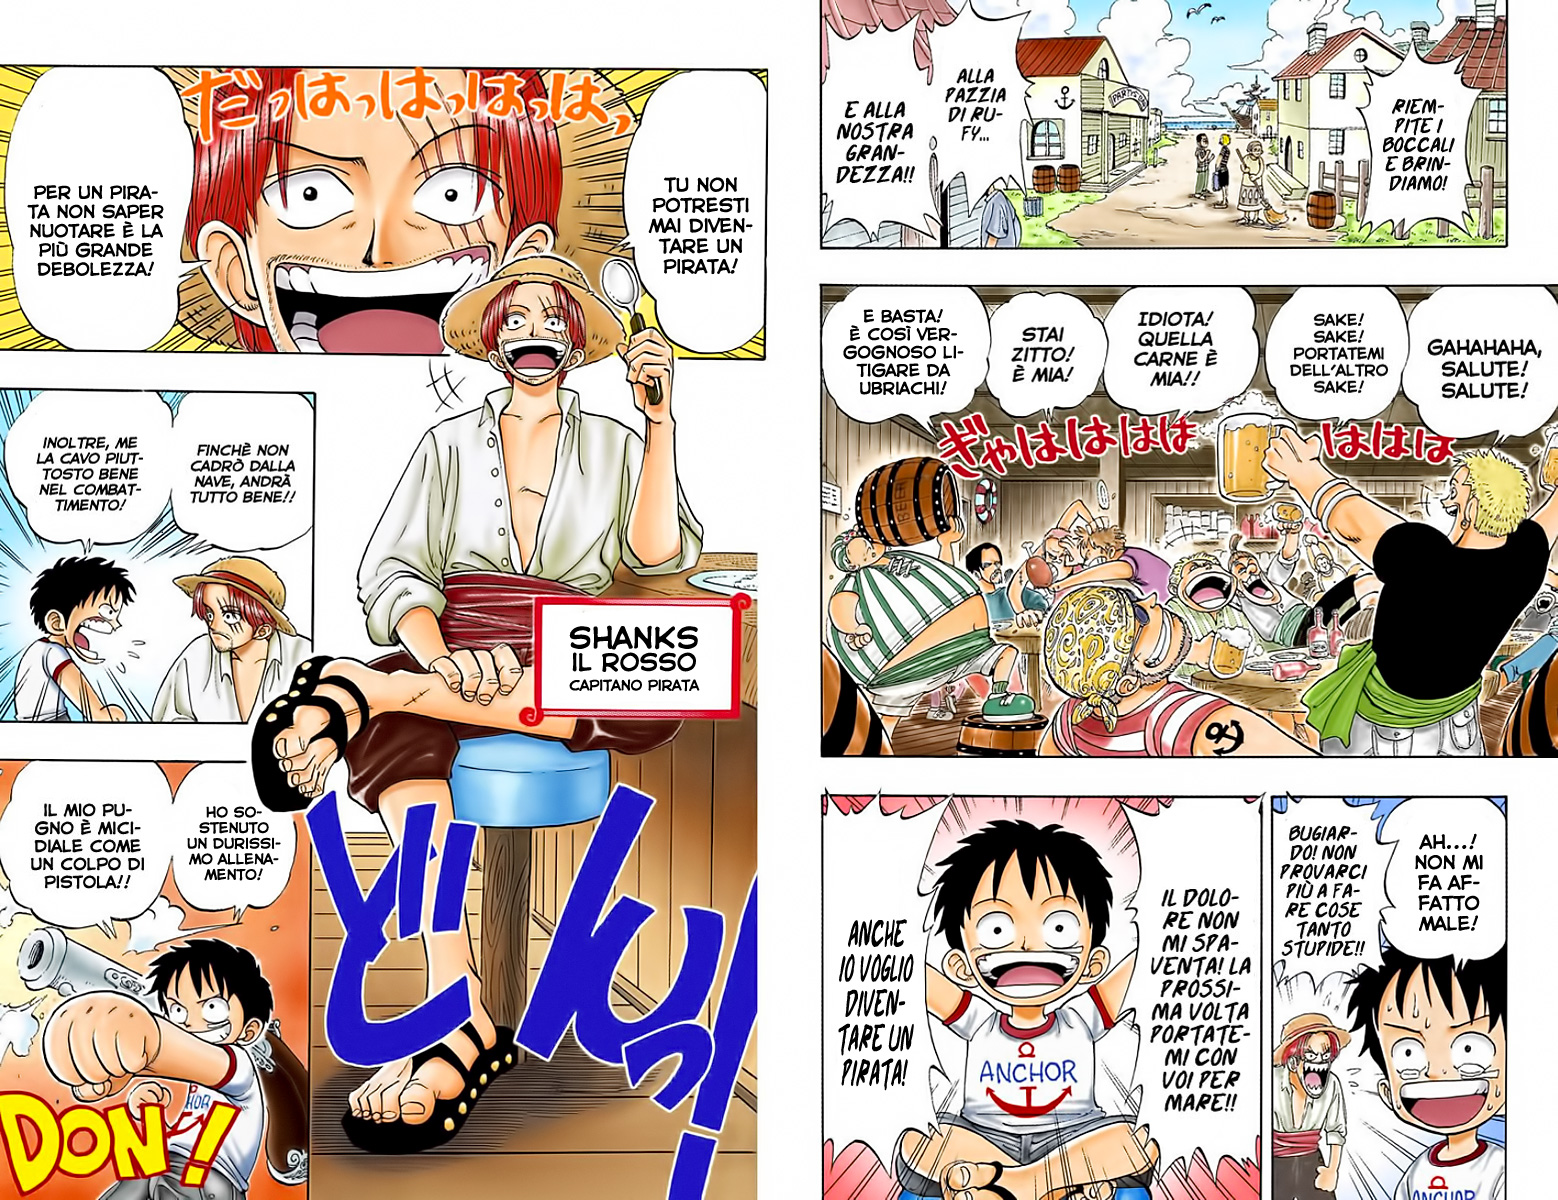 RIEM-
PITE I
BOCCALI
E BRIN-
DIAMO!
ALLA
PAZZIA
DI RU-
FY...
E ALLA
NOSTRA
GRAN-
DEZZA!!
GAHAHAHA,
SALUTE!
SALUTE!
SAKE!
SAKE!
PORTATEMI
DELL'ALTRO
SAKE!
IDIOTA!
QUELLA
CARNE È
MIA!!
STAI
ZITTO!
È MIA!
E BASTA!
È COSÌ VER-
GOGNOSO LI-
TIGARE DA
UBRIACHI!
ぎゃははははは
ははは
BEER
AH...!
NON MI
FA AF-
FATTO
MALE!
BUGIAR-
DO! NON
PROVARCI
PIÙ A FA-
RE COSE
TANTO
STUPIDE!!
ANCHOR
IL DOLO-
RE NON
MI SPA-
VENTA! LA
PROSSI-
MA VOLTA
PORTATE-
MI CON
VOI PER
MARE!!
ANCHE
IO VOGLIO
DIVEN-
TARE UN
PIRATA!
ANCHOR
だっはっはっはっはっ
TU NON
POTRESTI
MAI DIVEN-
TARE UN
PIRATA!
PER UN PIRA-
TA NON SAPER
NUOTARE È LA
PIÙ GRANDE
DEBOLEZZA!
SHANKS
IL ROSSO
CAPITANO PIRATA
どんっ!
FINCHÈ NON
CADRÒ DALLA
NAVE, ANDRÀ
TUTTO BENE!!
INOLTRE, ME
LA CAVO PIUT-
TOSTO BENE
NEL COMBAT-
TIMENTO!
HO SO-
STENUTO
UN DURISSI-
MO ALLENA-
MENTO!
IL MIO PU-
GNO È MICI-
DIALE COME
UN COLPO DI
PISTOLA!!
DON!